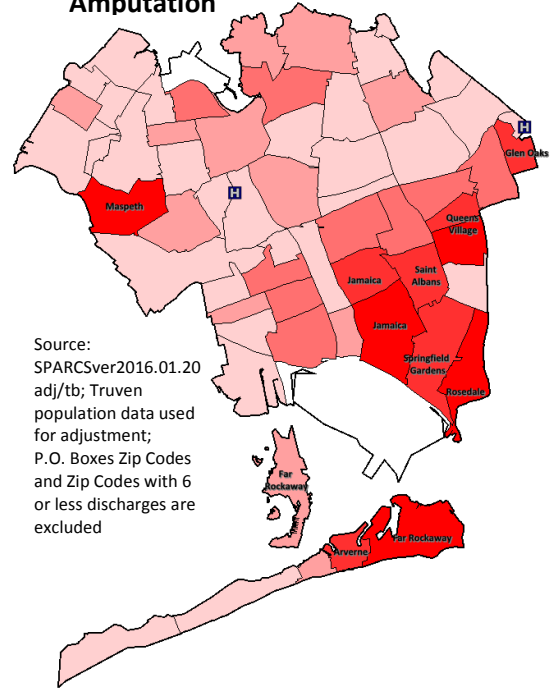 Amputation
H
Glen Oaks
H
Maspeth
Queens
Village
Saint
Albans
Jamaica
Jamaica
Springfield
Gardens
Rosedale
Source:
SPARCSver2016.01.20
adj/tb; Truven
population data used
for adjustment;
P.O. Boxes Zip Codes
and Zip Codes with 6
or less discharges are
excluded
Far
Rockaway
Arverne
Far Rockaway